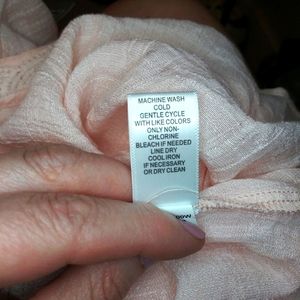 MACHINE WASH
COLD
GENTLE CYCLE
WITH LIKE COLORS
ONLY NON-
CHLORINE
BLEACH IF NEEDED
LINE DRY
COOL IRON
IF NECESSARY
OR DRY CLEAN